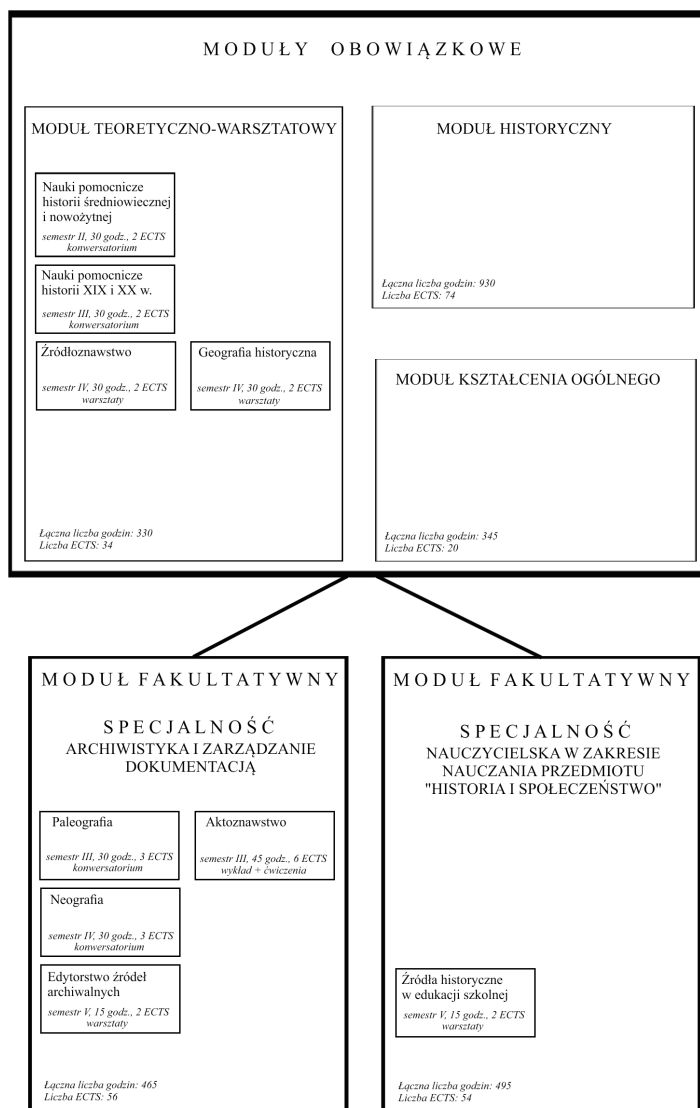 MODUŁY OBOWIĄZKOWE
MODUŁ TEORETYCZNO-WARSZTATOWY
Nauki pomocnicze
historii średniowiecznej
i nowożytnej
semestr II, 30 godz., 2 ECTS
konwersatorium
Nauki pomocnicze
historii XIX i XX w.
semestr III, 30 godz., 2 ECTS
konwersatorium
Źródłoznawstwo
semestr IV, 30 godz., 2 ECTS
warsztaty
Geografia historyczna
semestr IV, 30 godz., 2 ECTS
warsztaty
Łączna liczba godzin: 330
Liczba ECTS: 34
MODUŁ HISTORYCZNY
Łączna liczba godzin: 930
Liczba ECTS: 74
MODUŁ KSZTAŁCENIA OGÓLNEGO
Łączna liczba godzin: 345
Liczba ECTS: 20
MODUŁ FAKULTATYWNY
SPECJALNOŚĆ
ARCHIWISTYKA I ZARZĄDZANIE
DOKUMENTACJĄ
Paleografia
semestr III, 30 godz., 3 ECTS
konwersatorium
Aktoznawstwo
semestr III, 45 godz., 6 ECTS
wykład + ćwiczenia
Neografia
semestr IV, 30 godz., 3 ECTS
konwersatorium
Edytorstwo źródeł
archiwalnych
semestr V, 15 godz., 2 ECTS
warsztaty
Łączna liczba godzin: 465
Liczba ECTS: 56
MODUŁ FAKULTATYWNY
SPECJALNOŚĆ
NAUCZYCIELSKA W ZAKRESIE
NAUCZANIA PRZEDMIOTU
"HISTORIA I SPOŁECZEŃSTWO"
Źródła historyczne
w edukacji szkolnej
semestr V, 15 godz., 2 ECTS
warsztaty
Łączna liczba godzin: 495
Liczba ECTS: 54